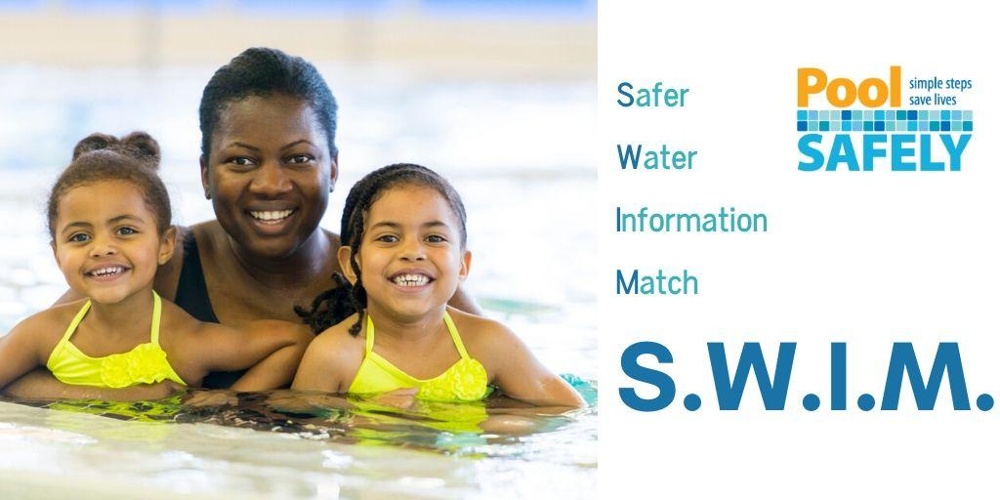 Safer
Water
Information
Match
Pool
simple steps
save lives
SAFELY
S.W.I.M.